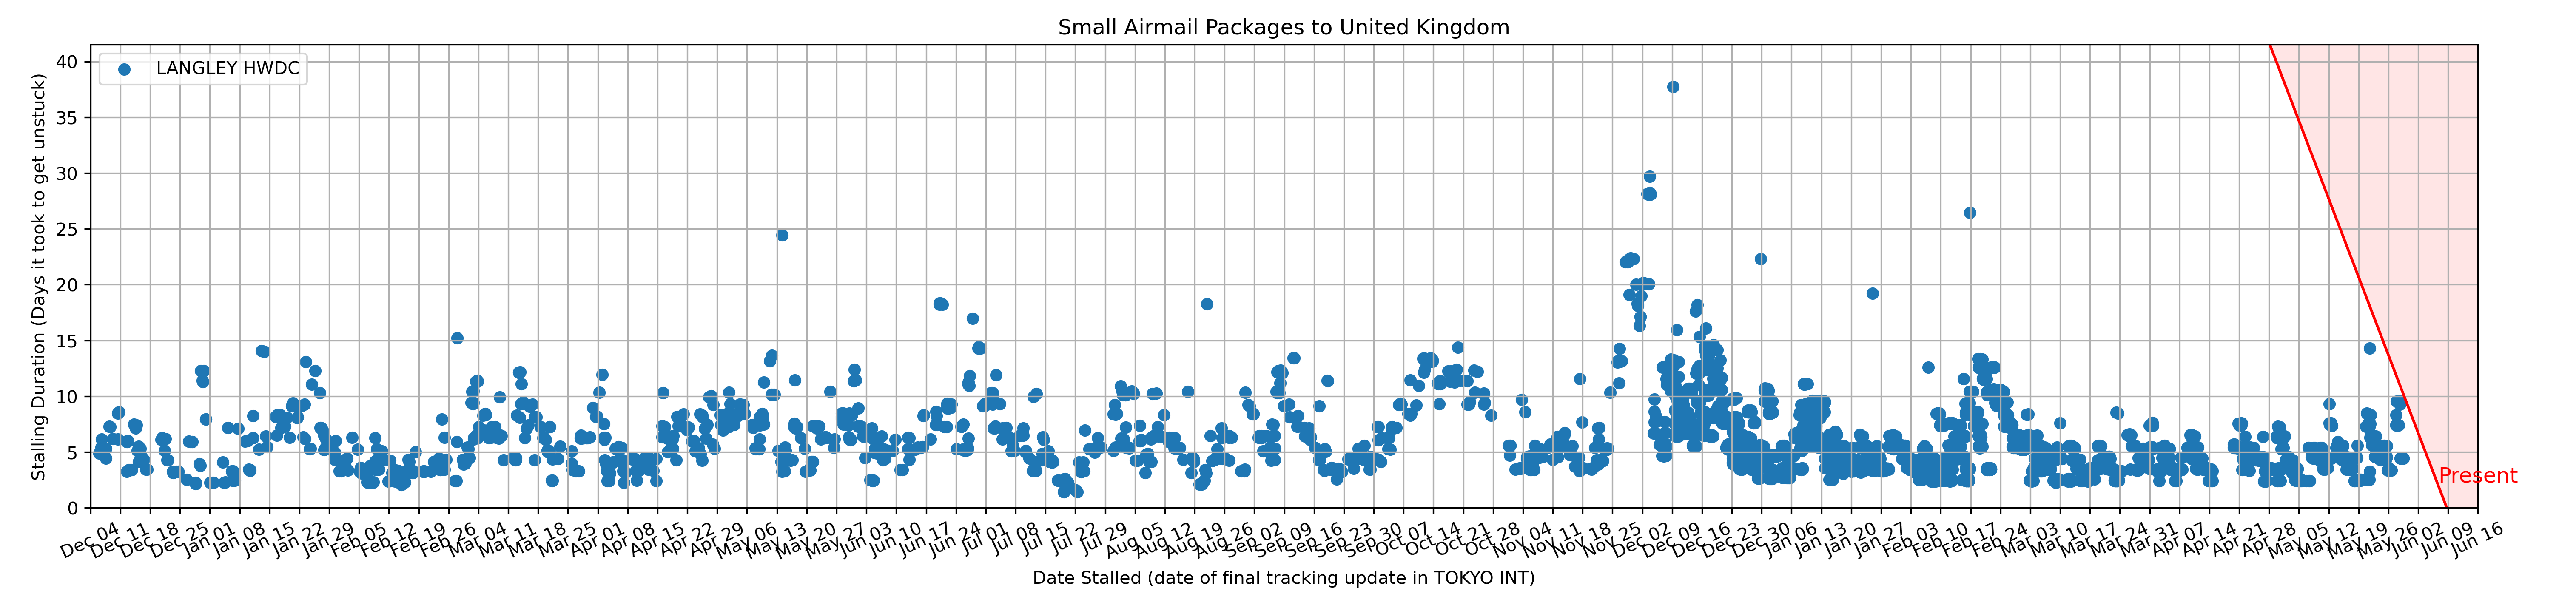 Small Airmail Packages to United Kingdom
LANGLEY HWDC
Stalling Duration (Days it took to get unstuck)
40
35
30
25
20
15
10
5
0
Present
Dec 04
Dec 11
Dec 18
Dec 25
Jan 01
Jan 08
Jan 15
Jan 22
Jan 29
Feb 05
Feb 12
Feb 19
Feb 26
Mar 04
Mar 11
Mar 18
Mar 25
Apr 01
Apr 08
Apr 15
Apr 22
Apr 29
May 06
May 13
May 20
May 27
Jun 03
Jun 10
Jun 17
Jun 24
Jul 01
Jul 08
Jul 15
Jul 22
Jul 29
Aug 05
Aug 12
Aug 19
Aug 26
Sep 02
Sep 09
Sep 16
Sep 23
Sep 30
Oct 07
Oct 14
Oct 21
Oct 28
Nov 04
Nov 11
Nov 18
Nov 25
Dec 02
Dec 09
Dec 16
Dec 23
Dec 30
Jan 06
Jan 13
Jan 20
Jan 27
Feb 03
Feb 10
Feb 17
Feb 24
Mar 03
Mar 10
Mar 17
Mar 24
Mar 31
Apr 07
Apr 14
Apr 21
Apr 28
May 05
May 12
May 19
May 26
Jun 02
Jun 09
Jun 16
Date Stalled (date of final tracking update in TOKYO INT)